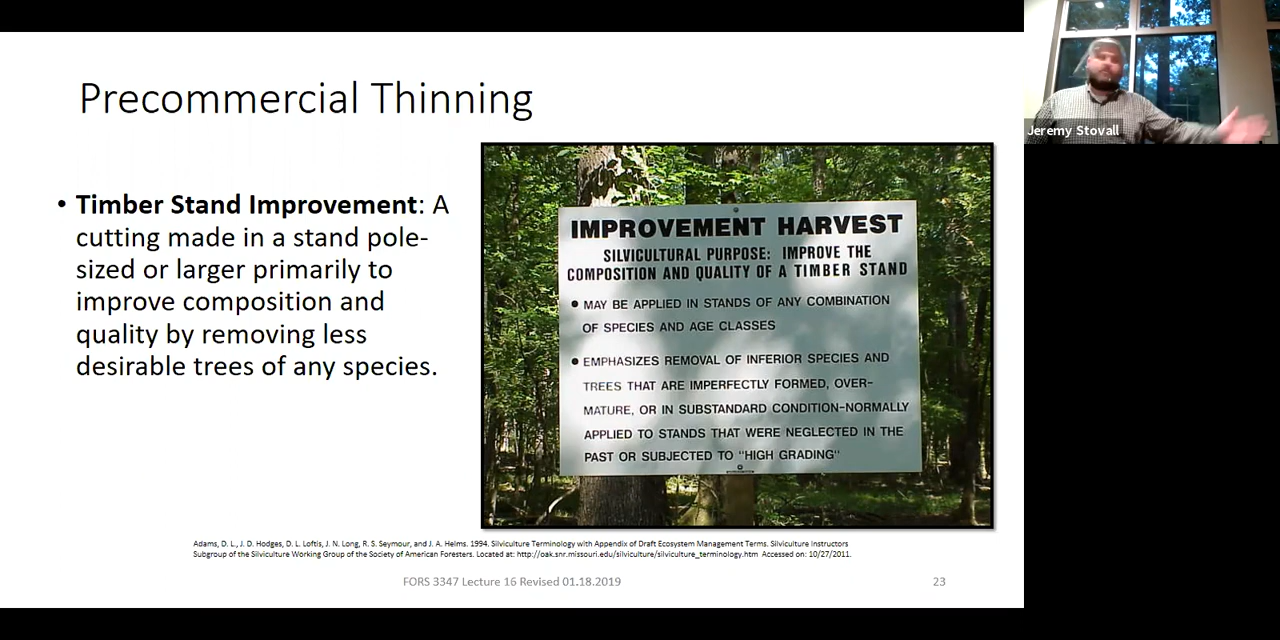 Precommercial Thinning
• Timber Stand Improvement: A
cutting made in a stand pole-
sized or larger primarily to
improve composition and
quality by removing less
desirable trees of any species.
IMPROVEMENT HARVEST
SILVICULTURAL PURPOSE: IMPROVE THE
COMPOSITION AND QUALITY OF A TIMBER STAND
● MAY BE APPLIED IN STANDS OF ANY COMBINATION
OF SPECIES AND AGE CLASSES
● EMPHASIZES REMOVAL OF INFERIOR SPECIES AND
TREES THAT ARE IMPERFECTLY FORMED, OVER-
MATURE, OR IN SUBSTANDARD CONDITION-NORMALLY
APPLIED TO STANDS THAT WERE NEGLECTED IN THE
PAST OR SUBJECTED TO "HIGH GRADING"
Adams, D. L., J. D. Hodges, D. L. Loftis, J. N. Long, R. S. Seymour, and J. A. Helms. 1994. Silviculture Terminology with Appendix of Draft Ecosystem Management Terms. Silviculture Instructors
Subgroup of the Silviculture Working Group of the Society of American Foresters. Located at: http://oak.snr.missouri.edu/silviculture/silviculture_terminology.htm Accessed on: 10/27/2011.
FORS 3347 Lecture 16 Revised 01.18.2019
23
Jeremy Stovall